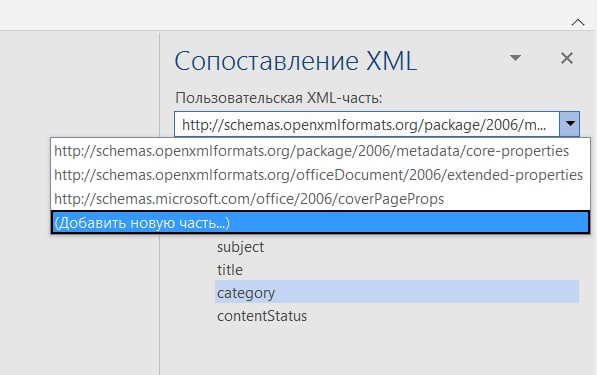 Сопоставление XML
Пользовательская XML-часть:
http://schemas.openxmlformats.org/package/2006/m...
http://schemas.openxmlformats.org/package/2006/metadata/core-properties
http://schemas.openxmlformats.org/officeDocument/2006/extended-properties
http://schemas.microsoft.com/office/2006/coverPageProps
(Добавить новую часть...)
subject
title
category
contentStatus